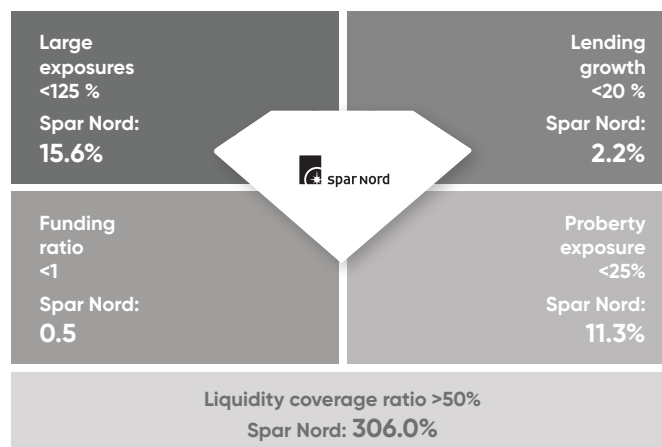 Large
exposures
<125 %
Spar Nord:
15.6%
Lending
growth
<20 %
Spar Nord:
2.2%
spar nord
Funding
ratio
<1
Spar Nord:
0.5
Proberty
exposure
<25%
Spar Nord:
11.3%
Liquidity coverage ratio >50%
Spar Nord: 306.0%